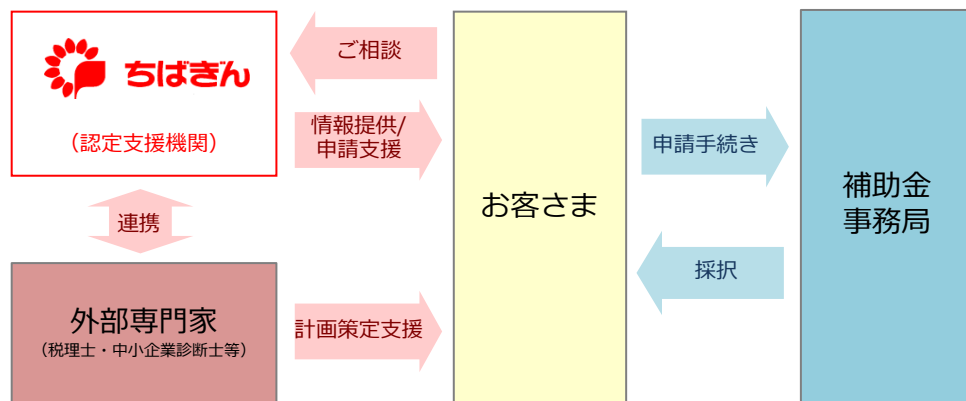 ちばぎん
（認定支援機関）
ご相談
情報提供/
申請支援
連携
外部専門家
（税理士・中小企業診断士等）
計画策定支援
お客さま
申請手続き
採択
補助金
事務局